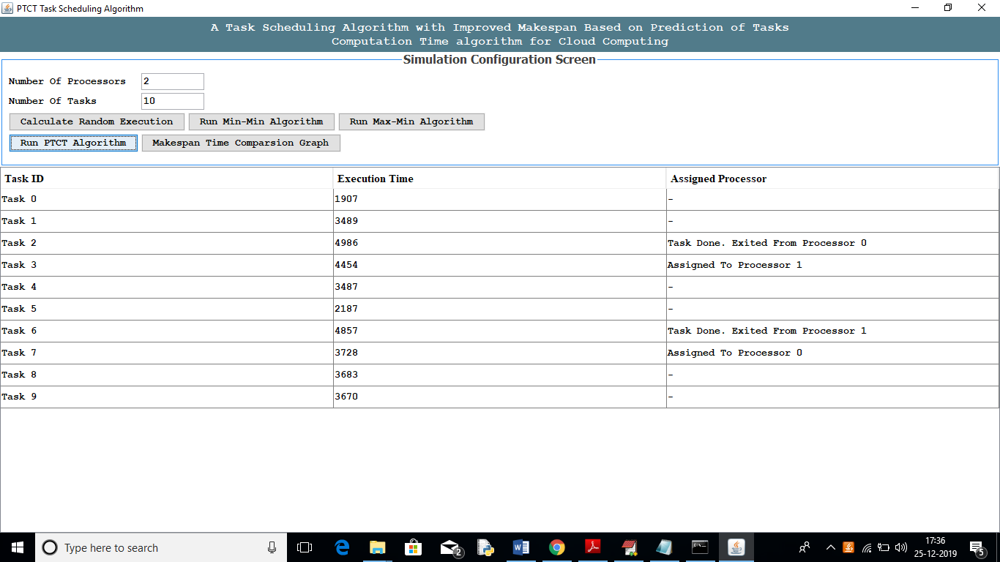 PTCT Task Scheduling Algorithm
A Task Scheduling Algorithm with Improved Makespan Based on Prediction of Tasks
Computation Time algorithm for Cloud Computing
Simulation Configuration Screen
Number Of Processors 2
Number Of Tasks 10
Calculate Random Execution Run Min-Min Algorithm Run Max-Min Algorithm
Run PTCT Algorithm Makespan Time Comparsion Graph
Task ID Execution Time Assigned Processor
Task 0 1907 -
Task 1 3489 -
Task 2 4986 Task Done. Exited From Processor 0
Task 3 4454 Assigned To Processor 1
Task 4 3487 -
Task 5 2187 -
Task 6 4857 Task Done. Exited From Processor 1
Task 7 3728 Assigned To Processor 0
Task 8 3683 -
Task 9 3670 -
Type here to search 2 17:36
25-12-2019 5